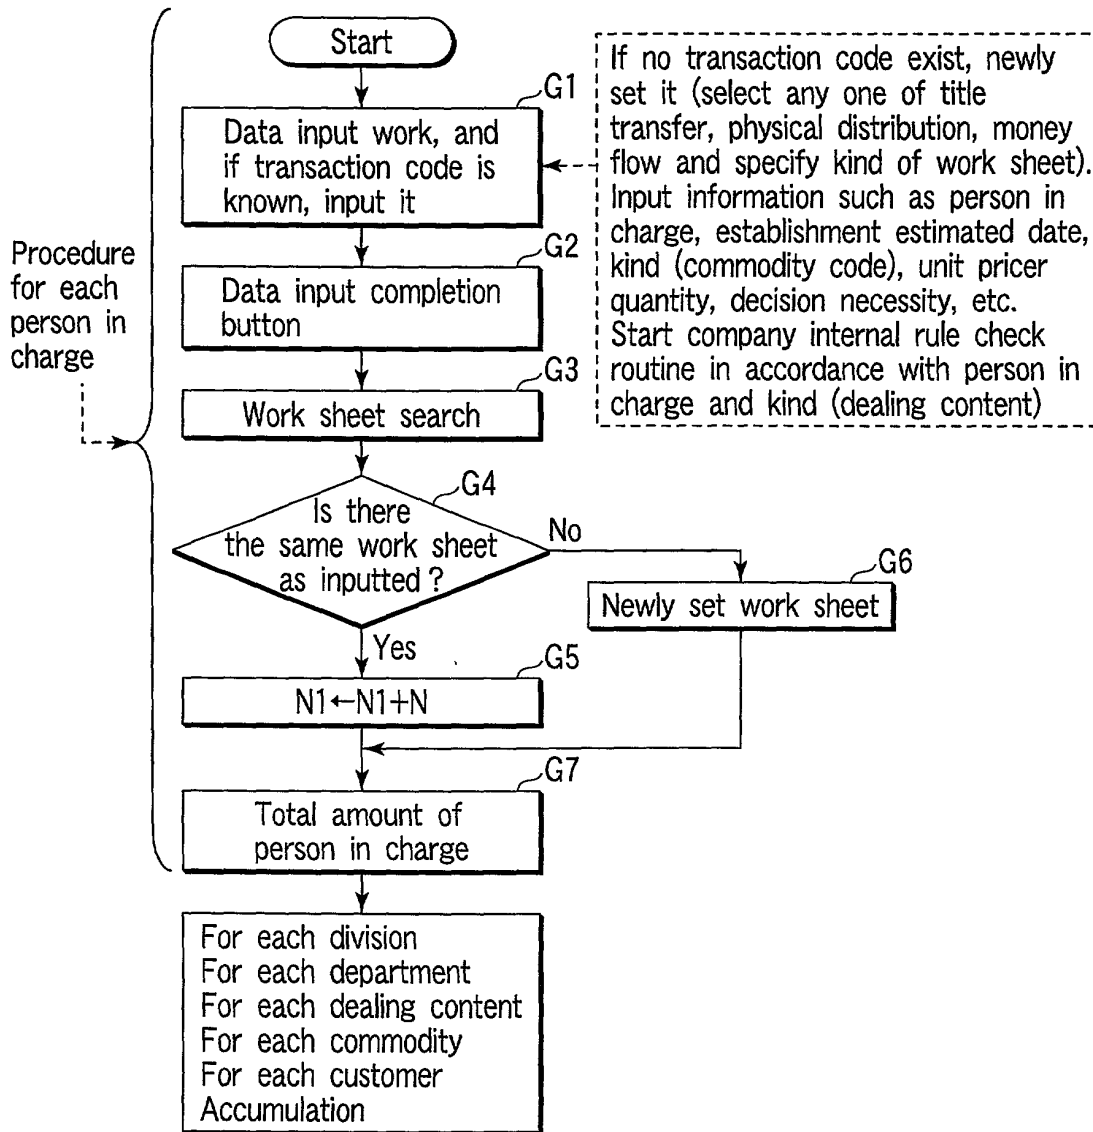 Start
G1
Data input work, and
if transaction code is
known, input it
If no transaction code exist, newly
set it (select any one of title
transfer, physical distribution, money
flow and specify kind of work sheet).
Input information such as person in
charge, establishment estimated date,
kind (commodity code), unit pricer
quantity, decision necessity, etc.
Start company internal rule check
routine in accordance with person in
charge and kind (dealing content)
Procedure
for each
person in
charge
G2
Data input completion
button
G3
Work sheet search
G4
Is there
the same work sheet
as inputted ?
No
G6
Newly set work sheet
Yes
G5
N1←N1+N
G7
Total amount of
person in charge
For each division
For each department
For each dealing content
For each commodity
For each customer
Accumulation